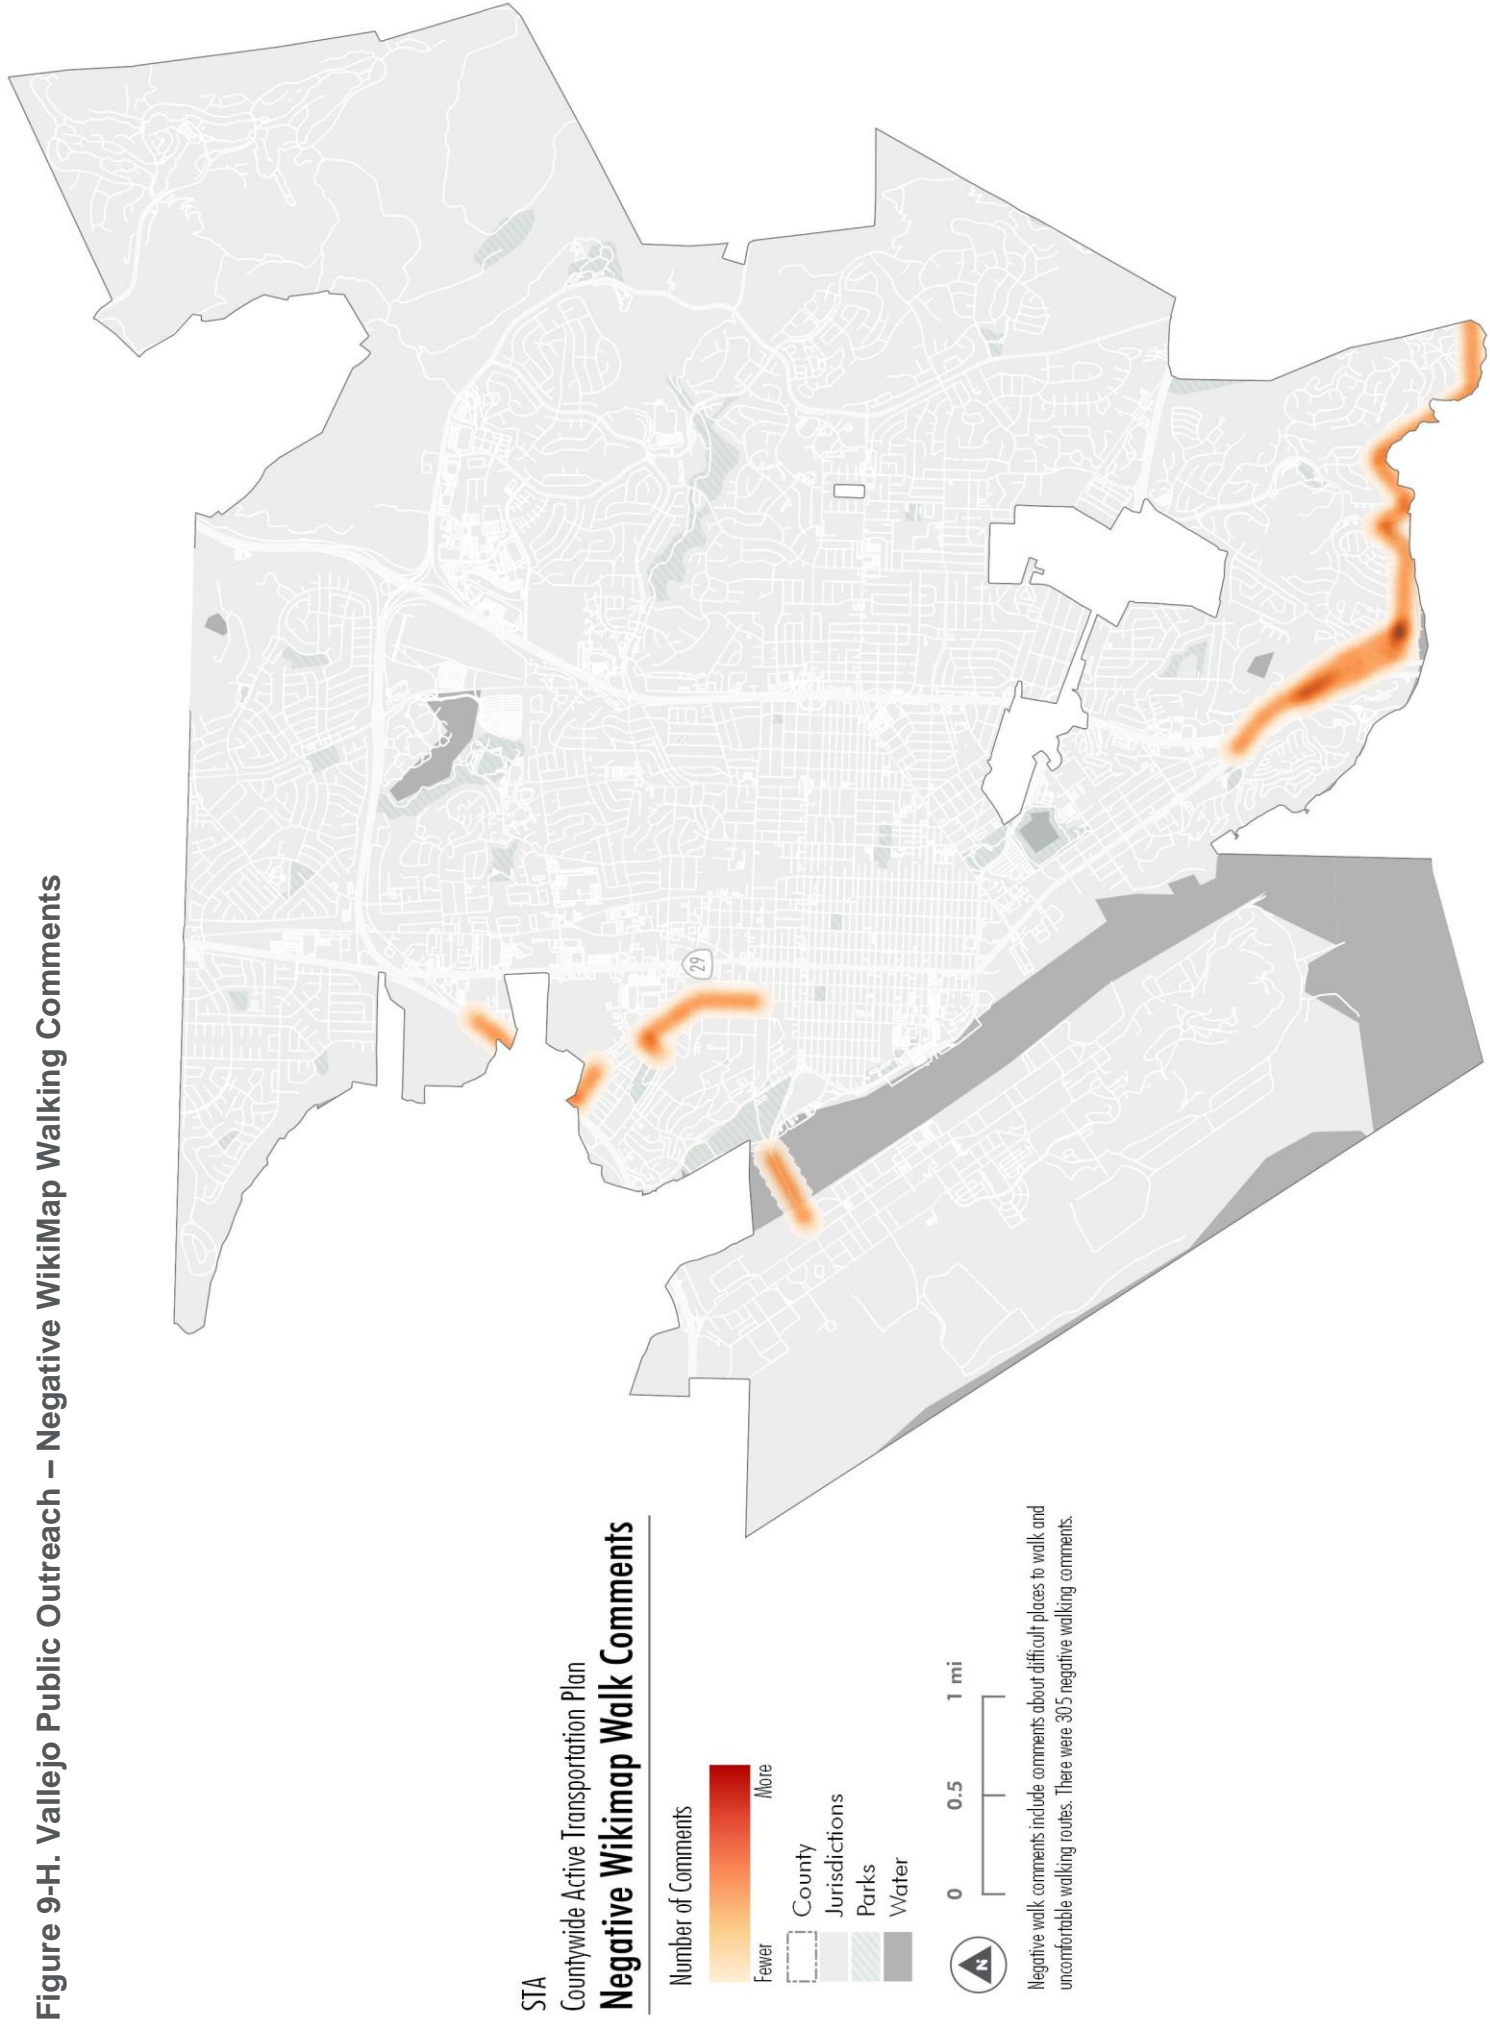 Figure 9-H. Vallejo Public Outreach – Negative WikiMap Walking Comments
STA
Countywide Active Transportation Plan
Negative Wikimap Walk Comments
Number of Comments
Fewer
More
County
Jurisdictions
Parks
Water
0
0.5
1 mi
N
Negative walk comments include comments about difficult places to walk and
uncomfortable walking routes. There were 305 negative walking comments.
29